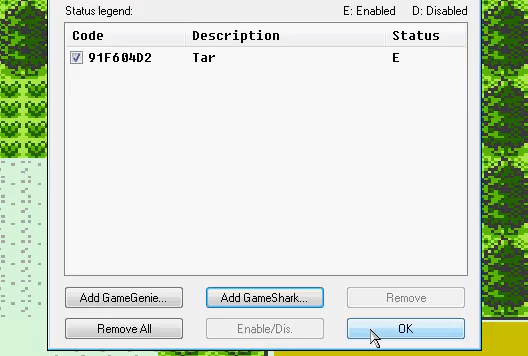 Status legend: E: Enabled D: Disabled
Code Description Status
91F604D2 Tar E
Add GameGenie... Add GameShark... Remove
Remove All Enable/Dis. OK